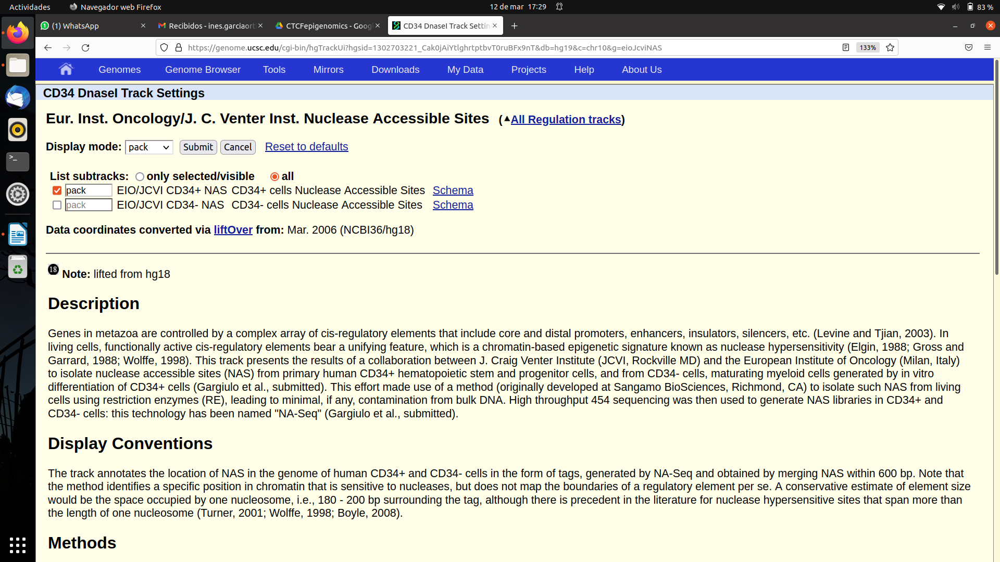 Actividades Navegador web Firefox 12 de mar 17:29 83 %
(1) WhatsApp Recibidos - ines.garciaort CTCFepigenomics - Goog CD34 DnaseI Track Settin
https://genome.ucsc.edu/cgi-bin/hgTrackUi?hgsid=1302703221_Cak0jAiYtlghrtptbvT0ruBFx9nT&db=hg19&c=chr10&g=eioJcviNAS 133%
Genomes Genome Browser Tools Mirrors Downloads My Data Projects Help About Us
CD34 DnaseI Track Settings
Eur. Inst. Oncology/J. C. Venter Inst. Nuclease Accessible Sites (All Regulation tracks)
Display mode: pack Submit Cancel Reset to defaults
List subtracks: only selected/visible all
pack EIO/JCVI CD34+ NAS CD34+ cells Nuclease Accessible Sites Schema
pack EIO/JCVI CD34- NAS CD34- cells Nuclease Accessible Sites Schema
Data coordinates converted via liftOver from: Mar. 2006 (NCBI36/hg18)
18 Note: lifted from hg18
Description
Genes in metazoa are controlled by a complex array of cis-regulatory elements that include core and distal promoters, enhancers, insulators, silencers, etc. (Levine and Tjian, 2003). In
living cells, functionally active cis-regulatory elements bear a unifying feature, which is a chromatin-based epigenetic signature known as nuclease hypersensitivity (Elgin, 1988; Gross and
Garrard, 1988; Wolffe, 1998). This track presents the results of a collaboration between J. Craig Venter Institute (JCVI, Rockville MD) and the European Institute of Oncology (Milan, Italy)
to isolate nuclease accessible sites (NAS) from primary human CD34+ hematopoietic stem and progenitor cells, and from CD34- cells, maturating myeloid cells generated by in vitro
differentiation of CD34+ cells (Gargiulo et al., submitted). This effort made use of a method (originally developed at Sangamo BioSciences, Richmond, CA) to isolate such NAS from living
cells using restriction enzymes (RE), leading to minimal, if any, contamination from bulk DNA. High throughput 454 sequencing was then used to generate NAS libraries in CD34+ and
CD34- cells: this technology has been named "NA-Seq" (Gargiulo et al., submitted).
Display Conventions
The track annotates the location of NAS in the genome of human CD34+ and CD34- cells in the form of tags, generated by NA-Seq and obtained by merging NAS within 600 bp. Note that
the method identifies a specific position in chromatin that is sensitive to nucleases, but does not map the boundaries of a regulatory element per se. A conservative estimate of element size
would be the space occupied by one nucleosome, i.e., 180 - 200 bp surrounding the tag, although there is precedent in the literature for nuclease hypersensitive sites that span more than
the length of one nucleosome (Turner, 2001; Wolffe, 1998; Boyle, 2008).
Methods